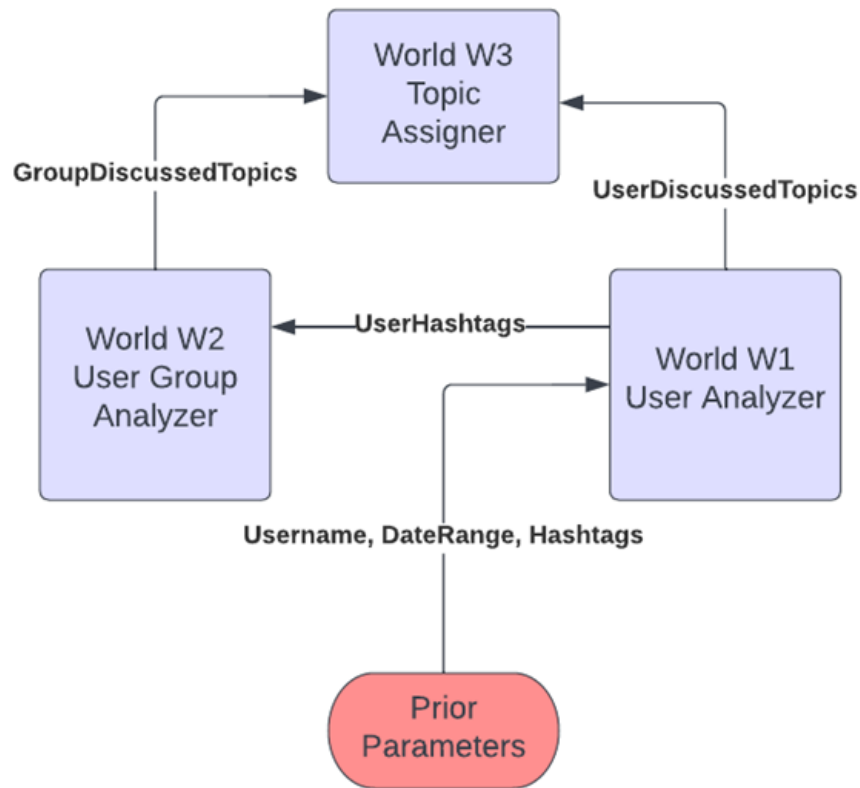 World W3
Topic
Assigner
GroupDiscussedTopics
UserDiscussedTopics
World W2
User Group
Analyzer
UserHashtags
World W1
User Analyzer
Username, DateRange, Hashtags
Prior
Parameters